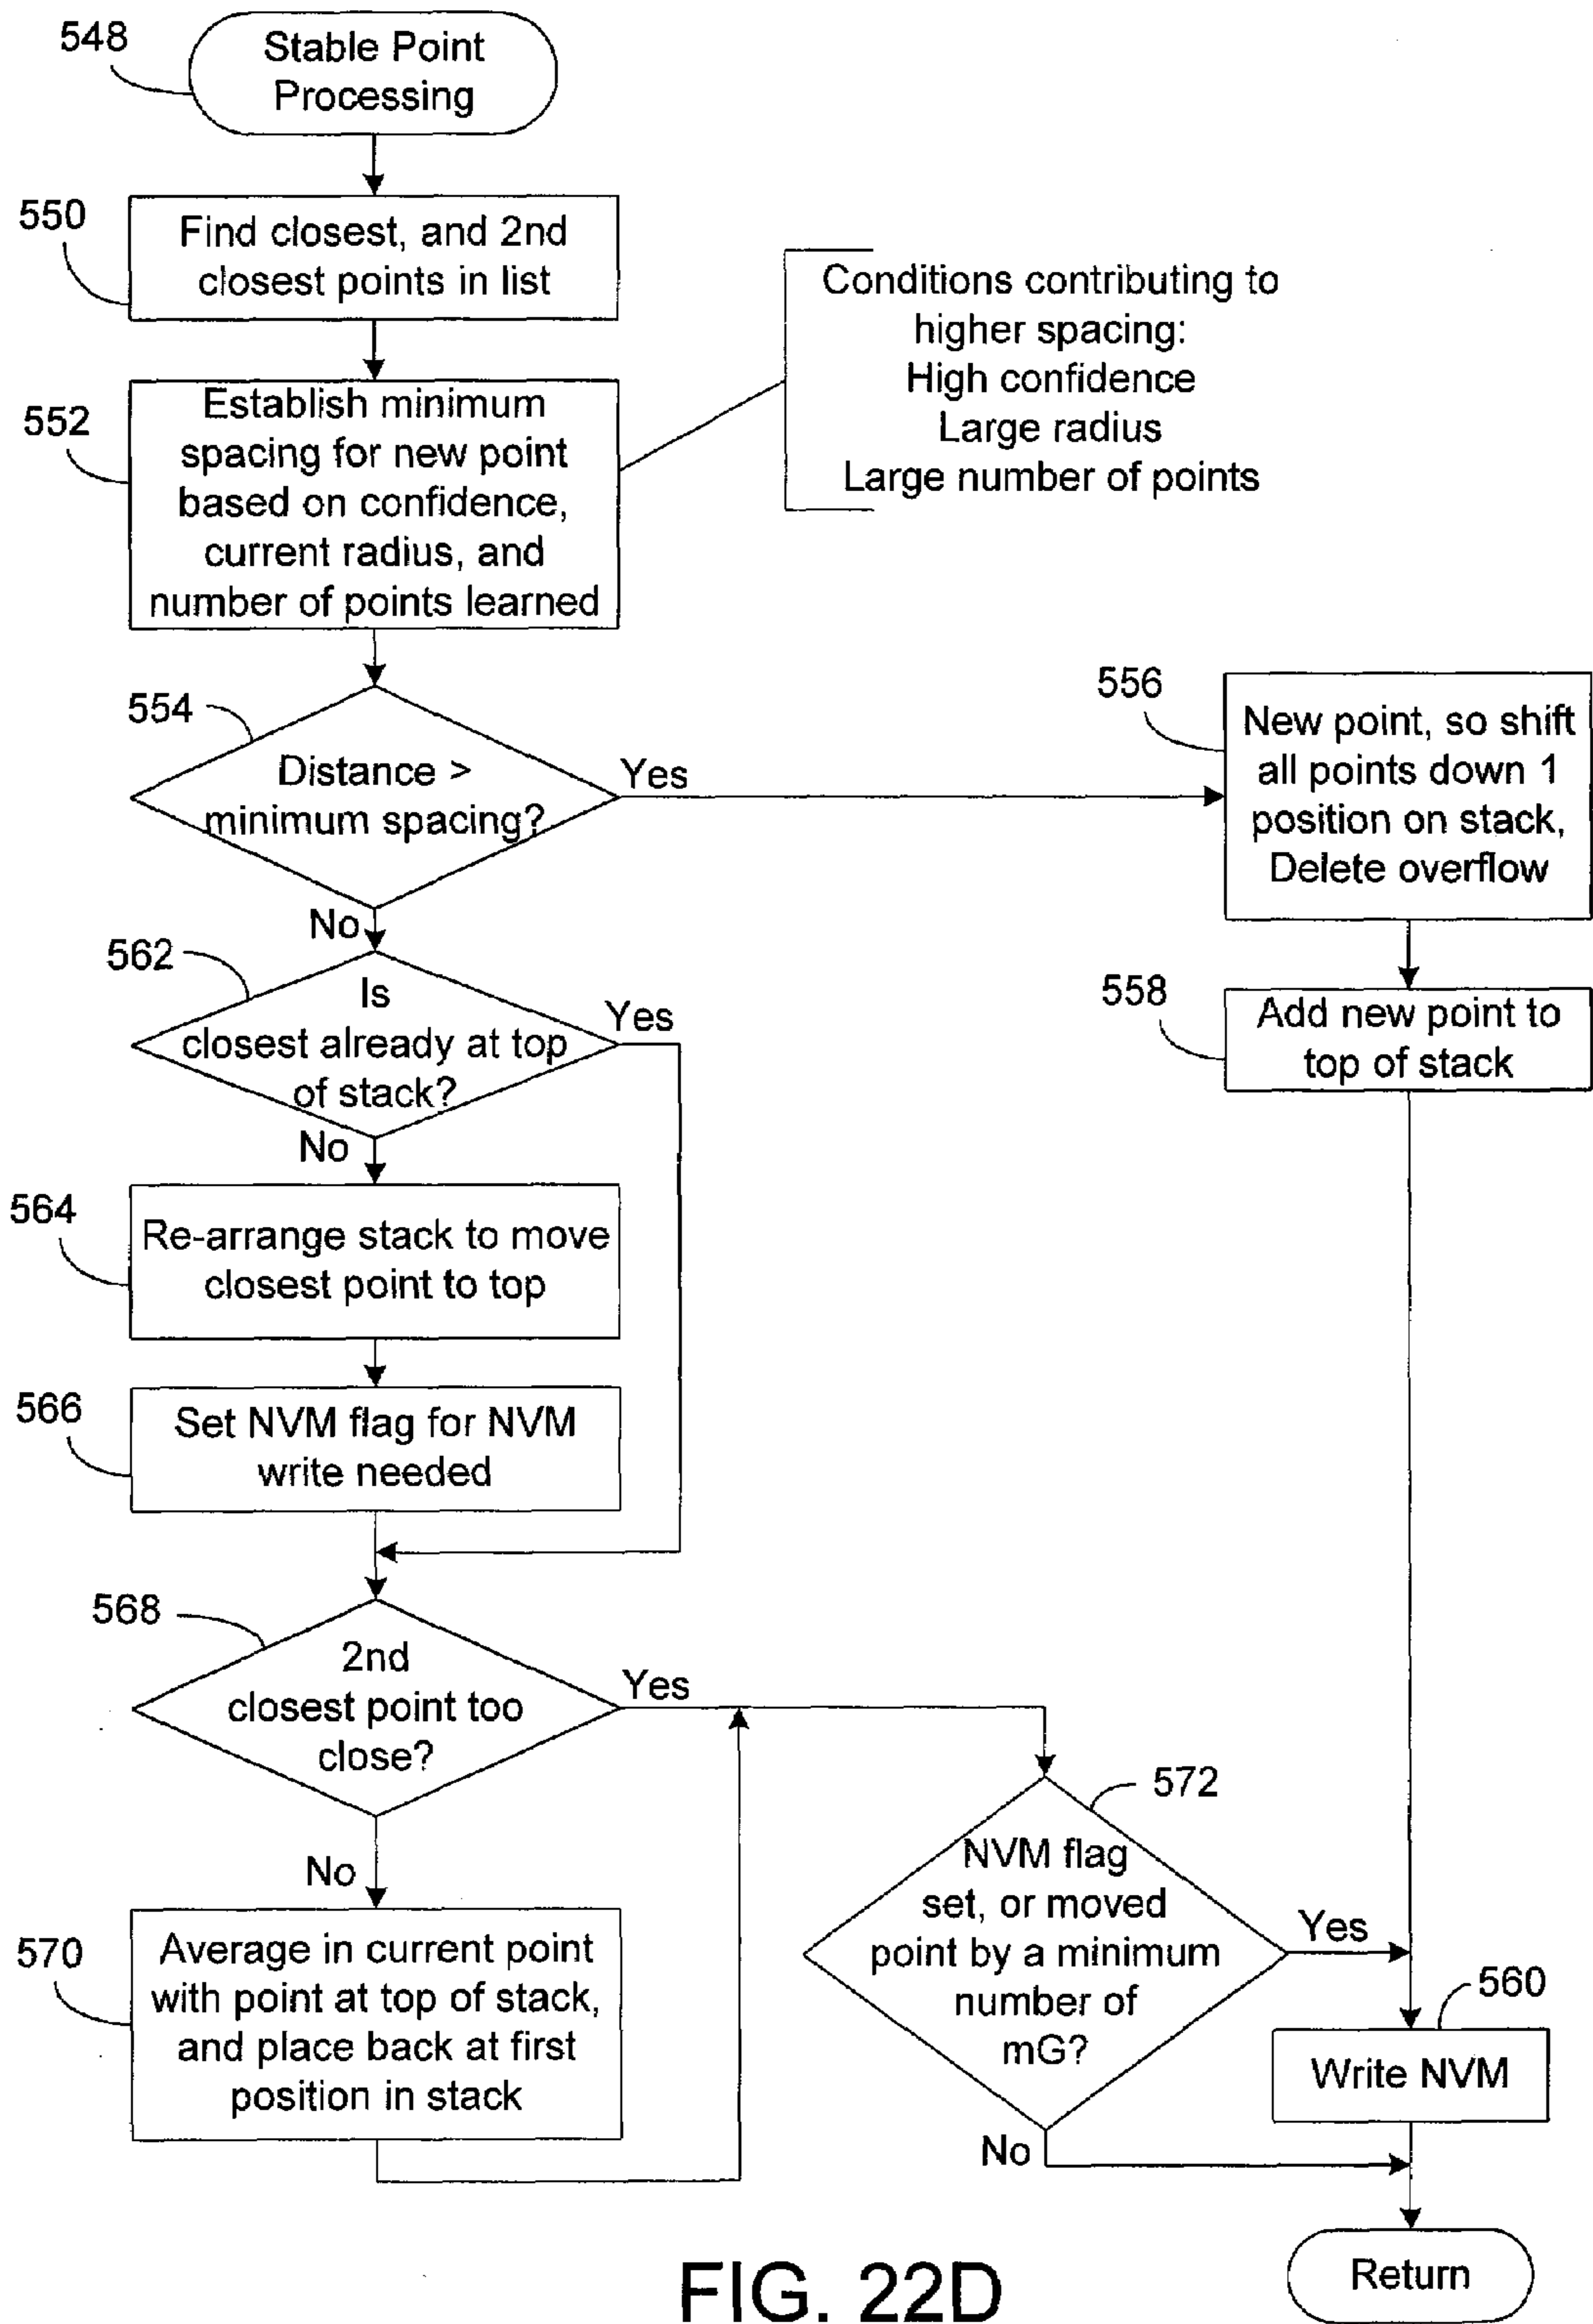 548
Stable Point
Processing
550
Find closest, and 2nd
closest points in list
Conditions contributing to
higher spacing:
High confidence
Large radius
Large number of points
552
Establish minimum
spacing for new point
based on confidence,
current radius, and
number of points learned
554
Distance >
minimum spacing?
Yes
No
556
New point, so shift
all points down 1
position on stack,
Delete overflow
558
Add new point to
top of stack
562
Is
closest already at top
of stack?
Yes
No
564
Re-arrange stack to move
closest point to top
566
Set NVM flag for NVM
write needed
568
2nd
closest point too
close?
Yes
No
570
Average in current point
with point at top of stack,
and place back at first
position in stack
572
NVM flag
set, or moved
point by a minimum
number of
mG?
Yes
No
560
Write NVM
Return
FIG. 22D